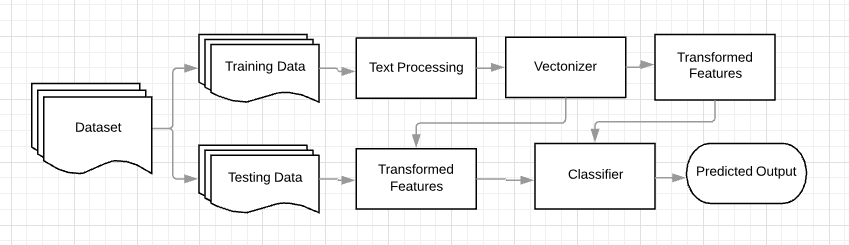 Training Data
Text Processing
Vectonizer
Transformed
Features
Dataset
Testing Data
Transformed
Features
Classifier
Predicted Output